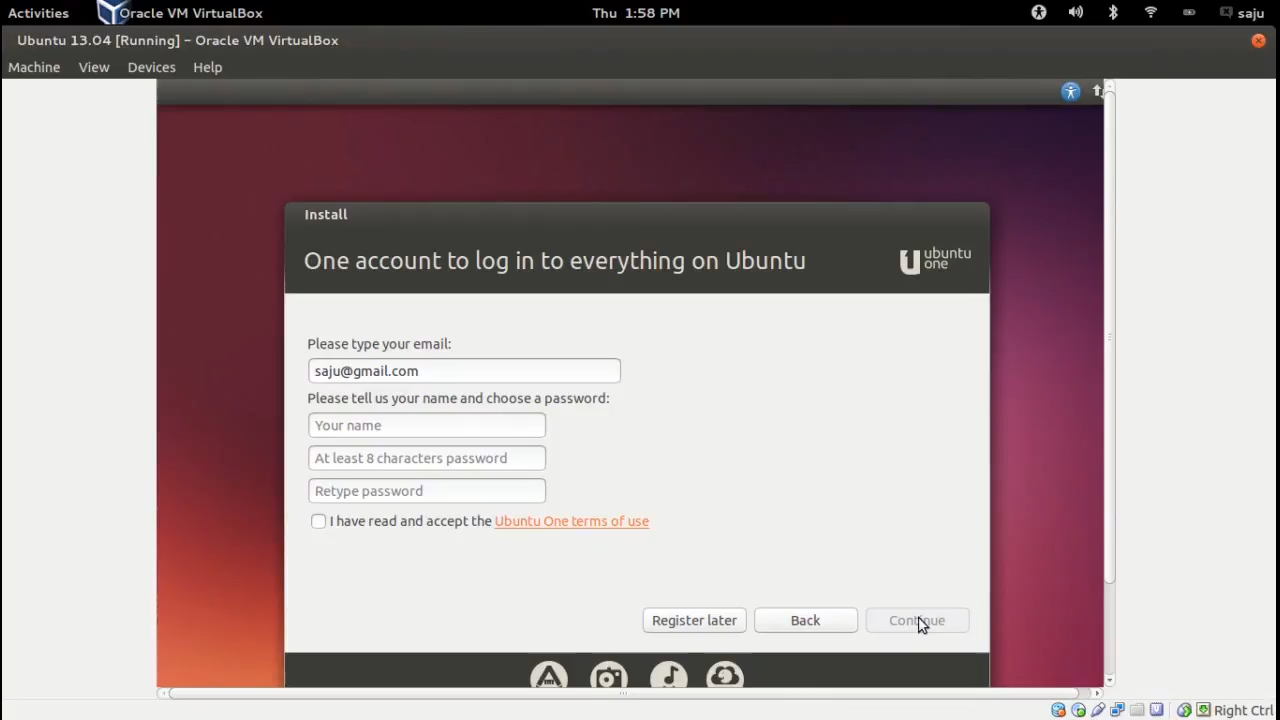 Activities Oracle VM VirtualBox Thu 1:58 PM saju
Ubuntu 13.04 [Running] – Oracle VM VirtualBox
Machine View Devices Help
Install
One account to log in to everything on Ubuntu
ubuntu
one
Please type your email:
saju@gmail.com
Please tell us your name and choose a password:
Your name
At least 8 characters password
Retype password
I have read and accept the Ubuntu One terms of use
Register later Back Continue
Right Ctrl